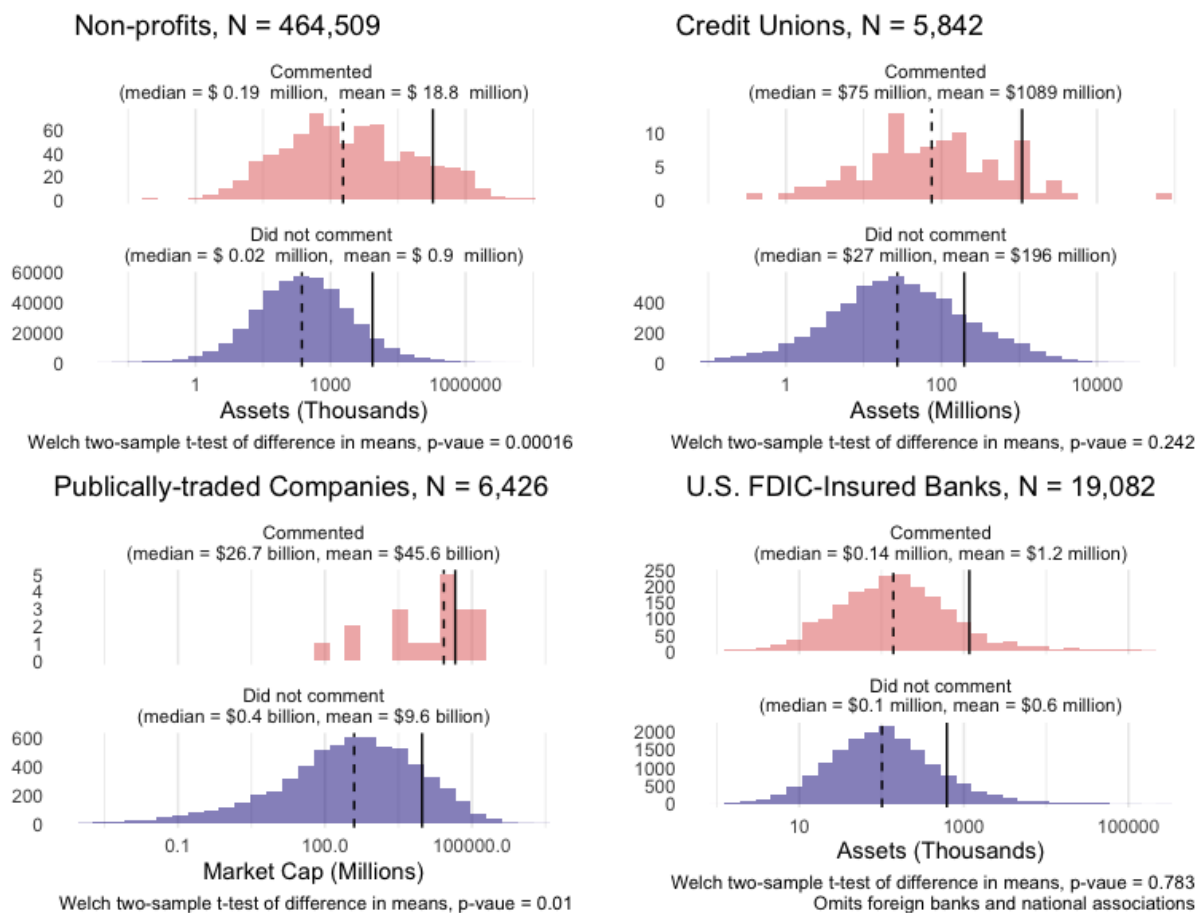 Non-profits, N = 464,509
Commented
(median = $ 0.19 million, mean = $ 18.8 million)
60
40
20
0
Did not comment
(median = $ 0.02 million, mean = $ 0.9 million)
60000
40000
20000
0
1 1000 1000000
Assets (Thousands)
Welch two-sample t-test of difference in means, p-vaue = 0.00016
Credit Unions, N = 5,842
Commented
(median = $75 million, mean = $1089 million)
10
5
0
Did not comment
(median = $27 million, mean = $196 million)
400
200
0
1 100 10000
Assets (Millions)
Welch two-sample t-test of difference in means, p-vaue = 0.242
Publically-traded Companies, N = 6,426
Commented
(median = $26.7 billion, mean = $45.6 billion)
5
4
3
2
1
0
Did not comment
(median = $0.4 billion, mean = $9.6 billion)
600
400
200
0
0.1 100.0 100000.0
Market Cap (Millions)
Welch two-sample t-test of difference in means, p-vaue = 0.01
U.S. FDIC-Insured Banks, N = 19,082
Commented
(median = $0.14 million, mean = $1.2 million)
250
200
150
100
50
0
Did not comment
(median = $0.1 million, mean = $0.6 million)
2000
1500
1000
500
0
10 1000 100000
Assets (Thousands)
Welch two-sample t-test of difference in means, p-vaue = 0.783
Omits foreign banks and national associations